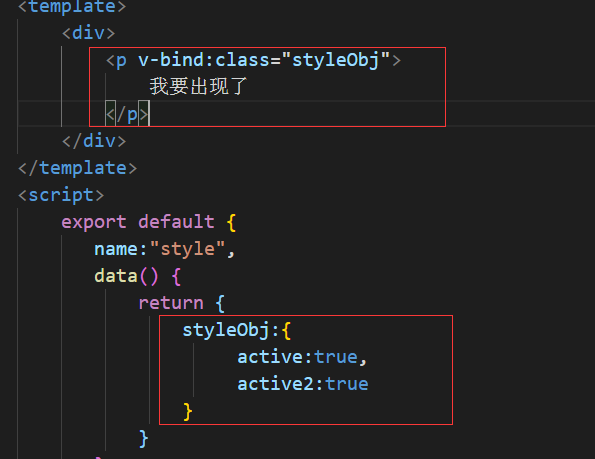 <template>
<div>
<p v-bind:class="styleObj">
我要出现了
</p>
</div>
</template>
<script>
export default {
name:"style",
data() {
return {
styleObj:{
active:true,
active2:true
}
}
}